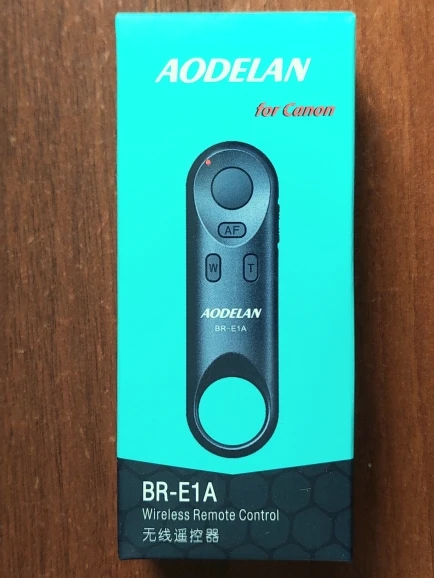 AODELAN
for Canon
AF
W T
AODELAN
BR-E1A
BR-E1A
Wireless Remote Control
无线遥控器